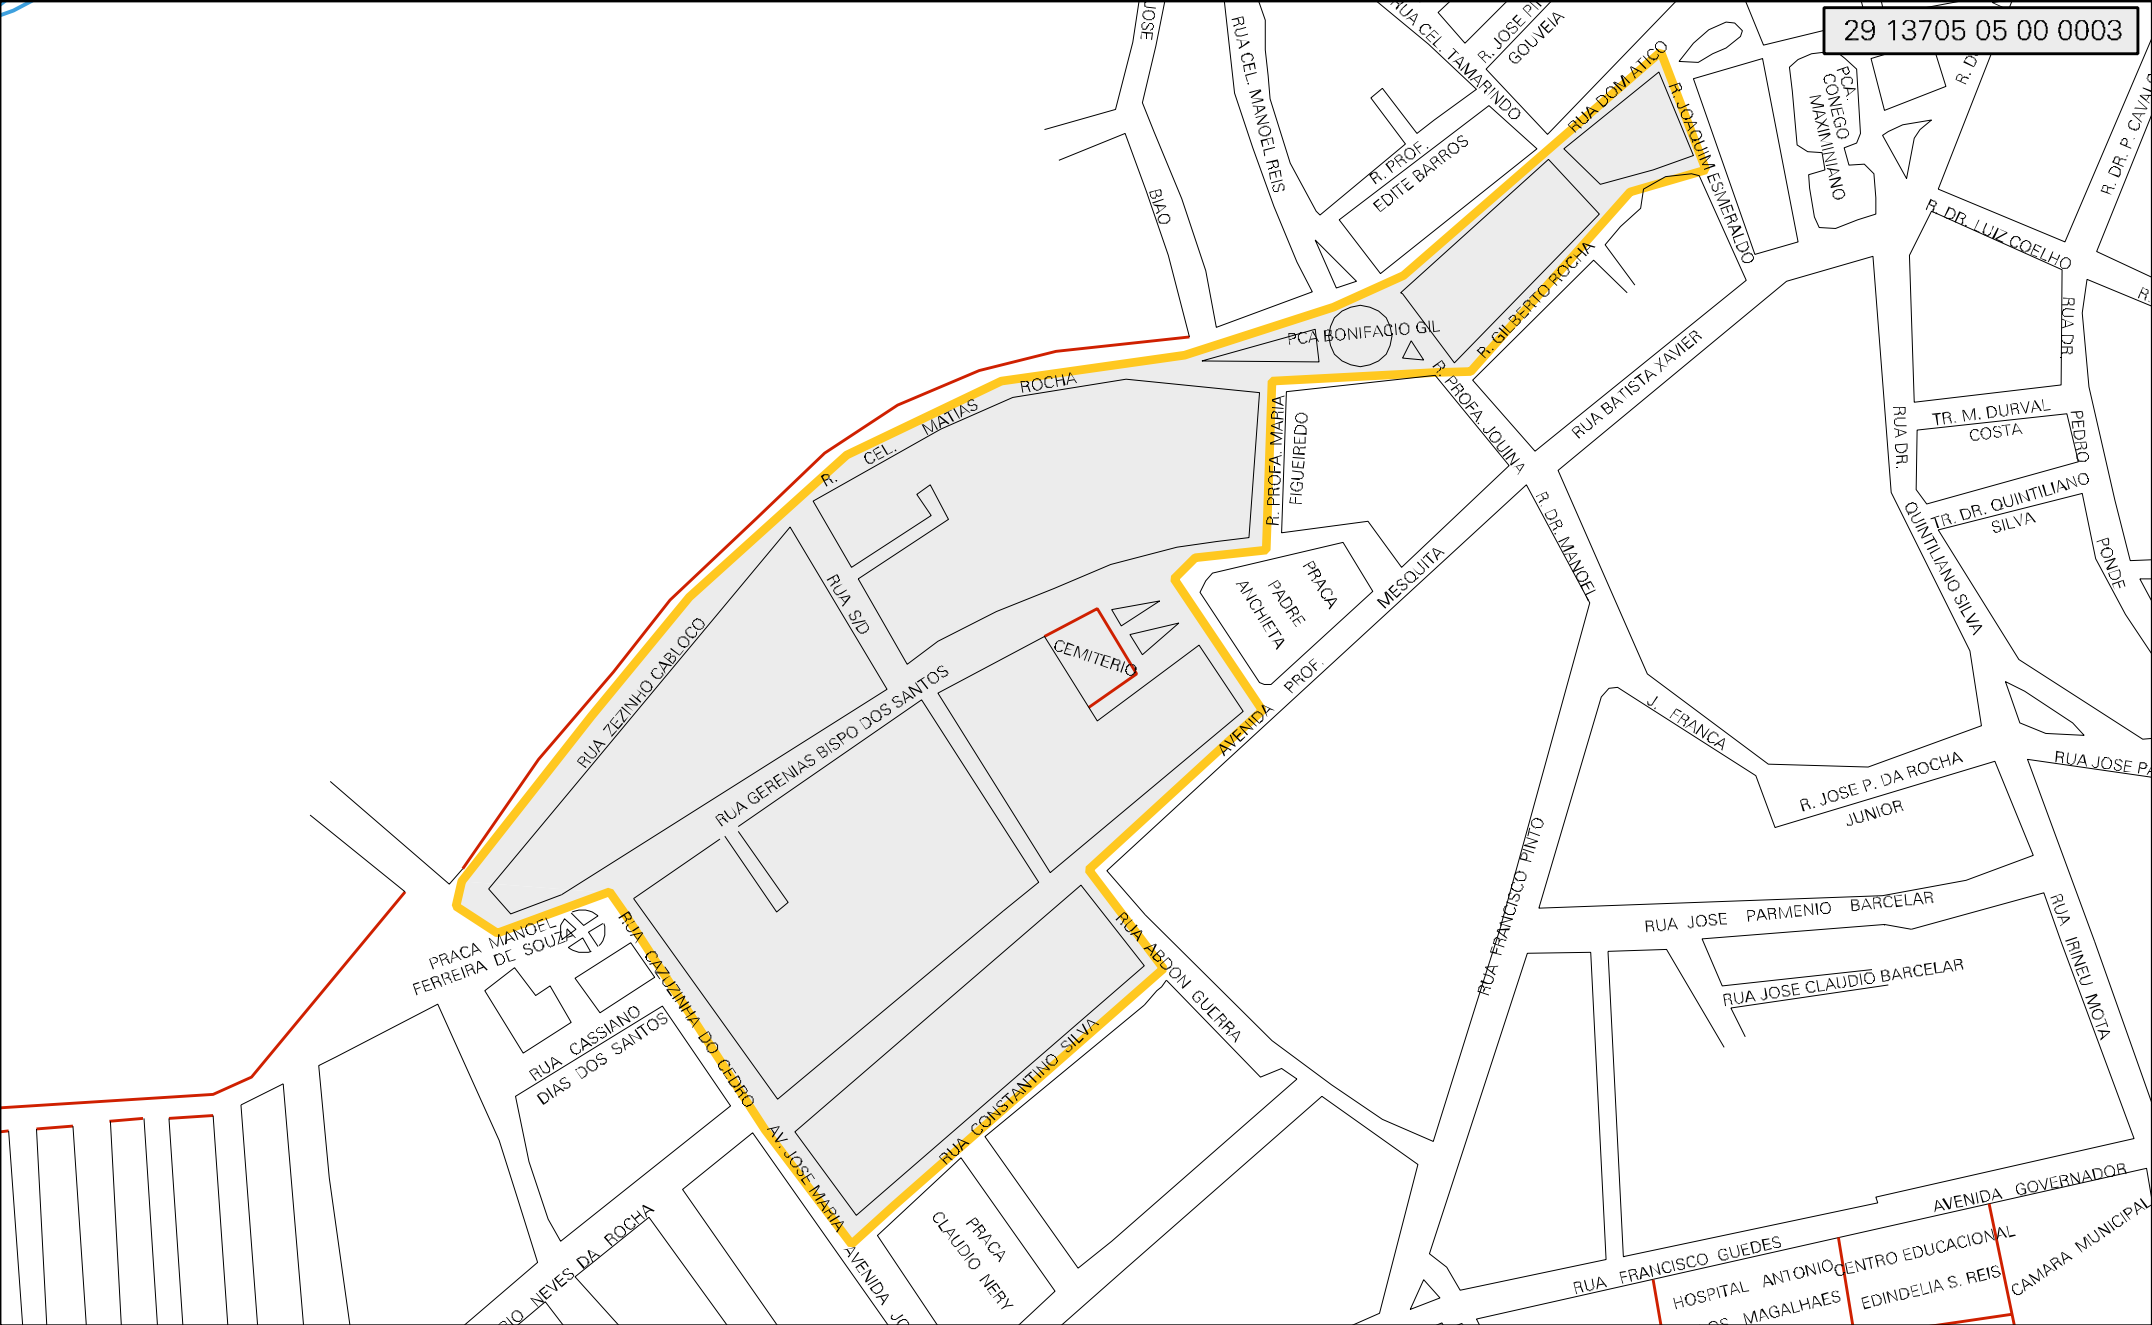 29 13705 05 00 0003
JOSE
BIAO
RUA CEL. MANOEL REIS
RUA CEL. TAMARINDO
R. JOSE
GOUVEIA
RUA DOM ATICO
R. JOAQUIM ESMERALDO
PCA
CONEGO
MAXIMINIANO
R. DR. P.
R. DR. LUIZ COELHO
R. PROF.
EDITE BARROS
PCA BONIFACIO GIL
R. GILBERTO ROCHA
RUA BATISTA XAVIER
R. PROFA. JOUINA
R. PROFA. MARIA
FIGUEIREDO
R. CEL. MATIAS ROCHA
RUA DR.
PEDRO
PONDE
TR. M. DURVAL
COSTA
TR. DR. QUINTILIANO
SILVA
RUA DR.
QUINTILIANO SILVA
R. DR. MANOEL
J. FRANCA
PRACA
PADRE
ANCHIETA
AVENIDA PROF. MESQUITA
RUA S/D
CEMITERIO
RUA ZEZINHO CABLOCO
RUA GERENIAS BISPO DOS SANTOS
RUA JOSE
R. JOSE P. DA ROCHA
JUNIOR
RUA FRANCISCO PINTO
RUA JOSE PARMENIO BARCELAR
RUA JOSE CLAUDIO BARCELAR
RUA IRINEU MOTA
PRACA MANOEL
FERREIRA DE SOUZA
RUA CAZUZINHA DO CEDRO
RUA CASSIANO
DIAS DOS SANTOS
RUA ABDON GUERRA
RUA CONSTANTINO SILVA
AV. JOSE MARIA
AVENIDA
PRACA
CLAUDIO NERY
NEVES DA ROCHA
AVENIDA GOVERNADOR
RUA FRANCISCO GUEDES
HOSPITAL ANTONIO
MAGALHAES
CENTRO EDUCACIONAL
EDINDELIA S. REIS
CAMARA MUNICIPAL